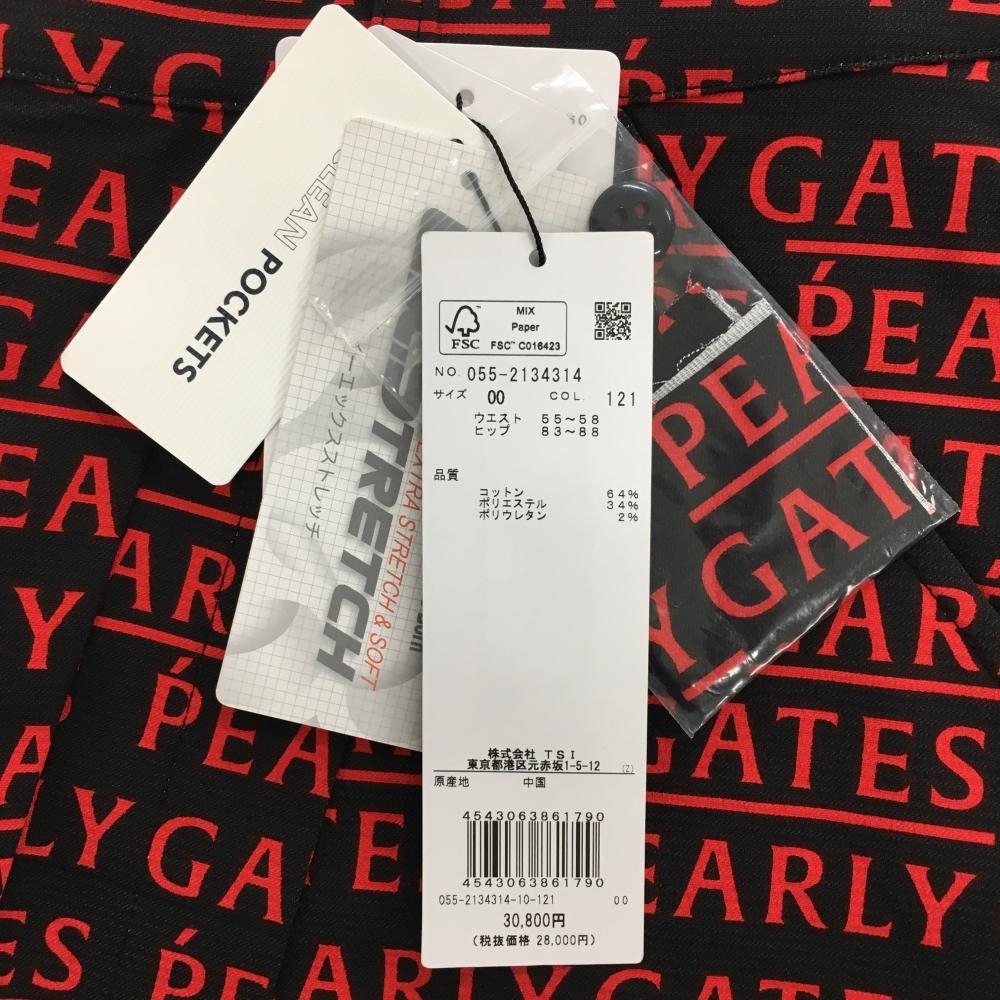 CLEAN POCKETS
STRETCH
EXTRA STRETCH & SOFT
ーエックスストレッチ
MIX
Paper
FSC™ C016423
FSC
NO. 055-2134314
サイズ 00 COL. 121
ウエスト 55～58
ヒップ 83～88
品質
コットン 64%
ポリエステル 34%
ポリウレタン 2%
株式会社 TSI
東京都港区元赤坂1-5-12 (Z)
原産地 中国
4543063861790
4543063861790
055-2134314-10-121 00
30,800円
(税抜価格 28,000円)
PEARLY GATES
PEARLY
PEA
GAT